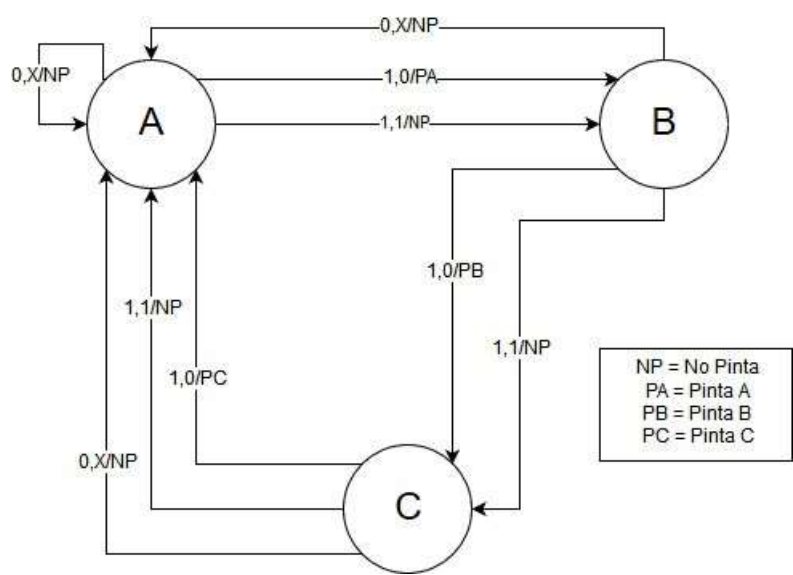 0,X/NP
0,X/NP
1,0/PA
A
B
1,1/NP
1,0/PB
1,1/NP
1,1/NP
1,0/PC
NP = No Pinta
PA = Pinta A
PB = Pinta B
PC = Pinta C
0,X/NP
C